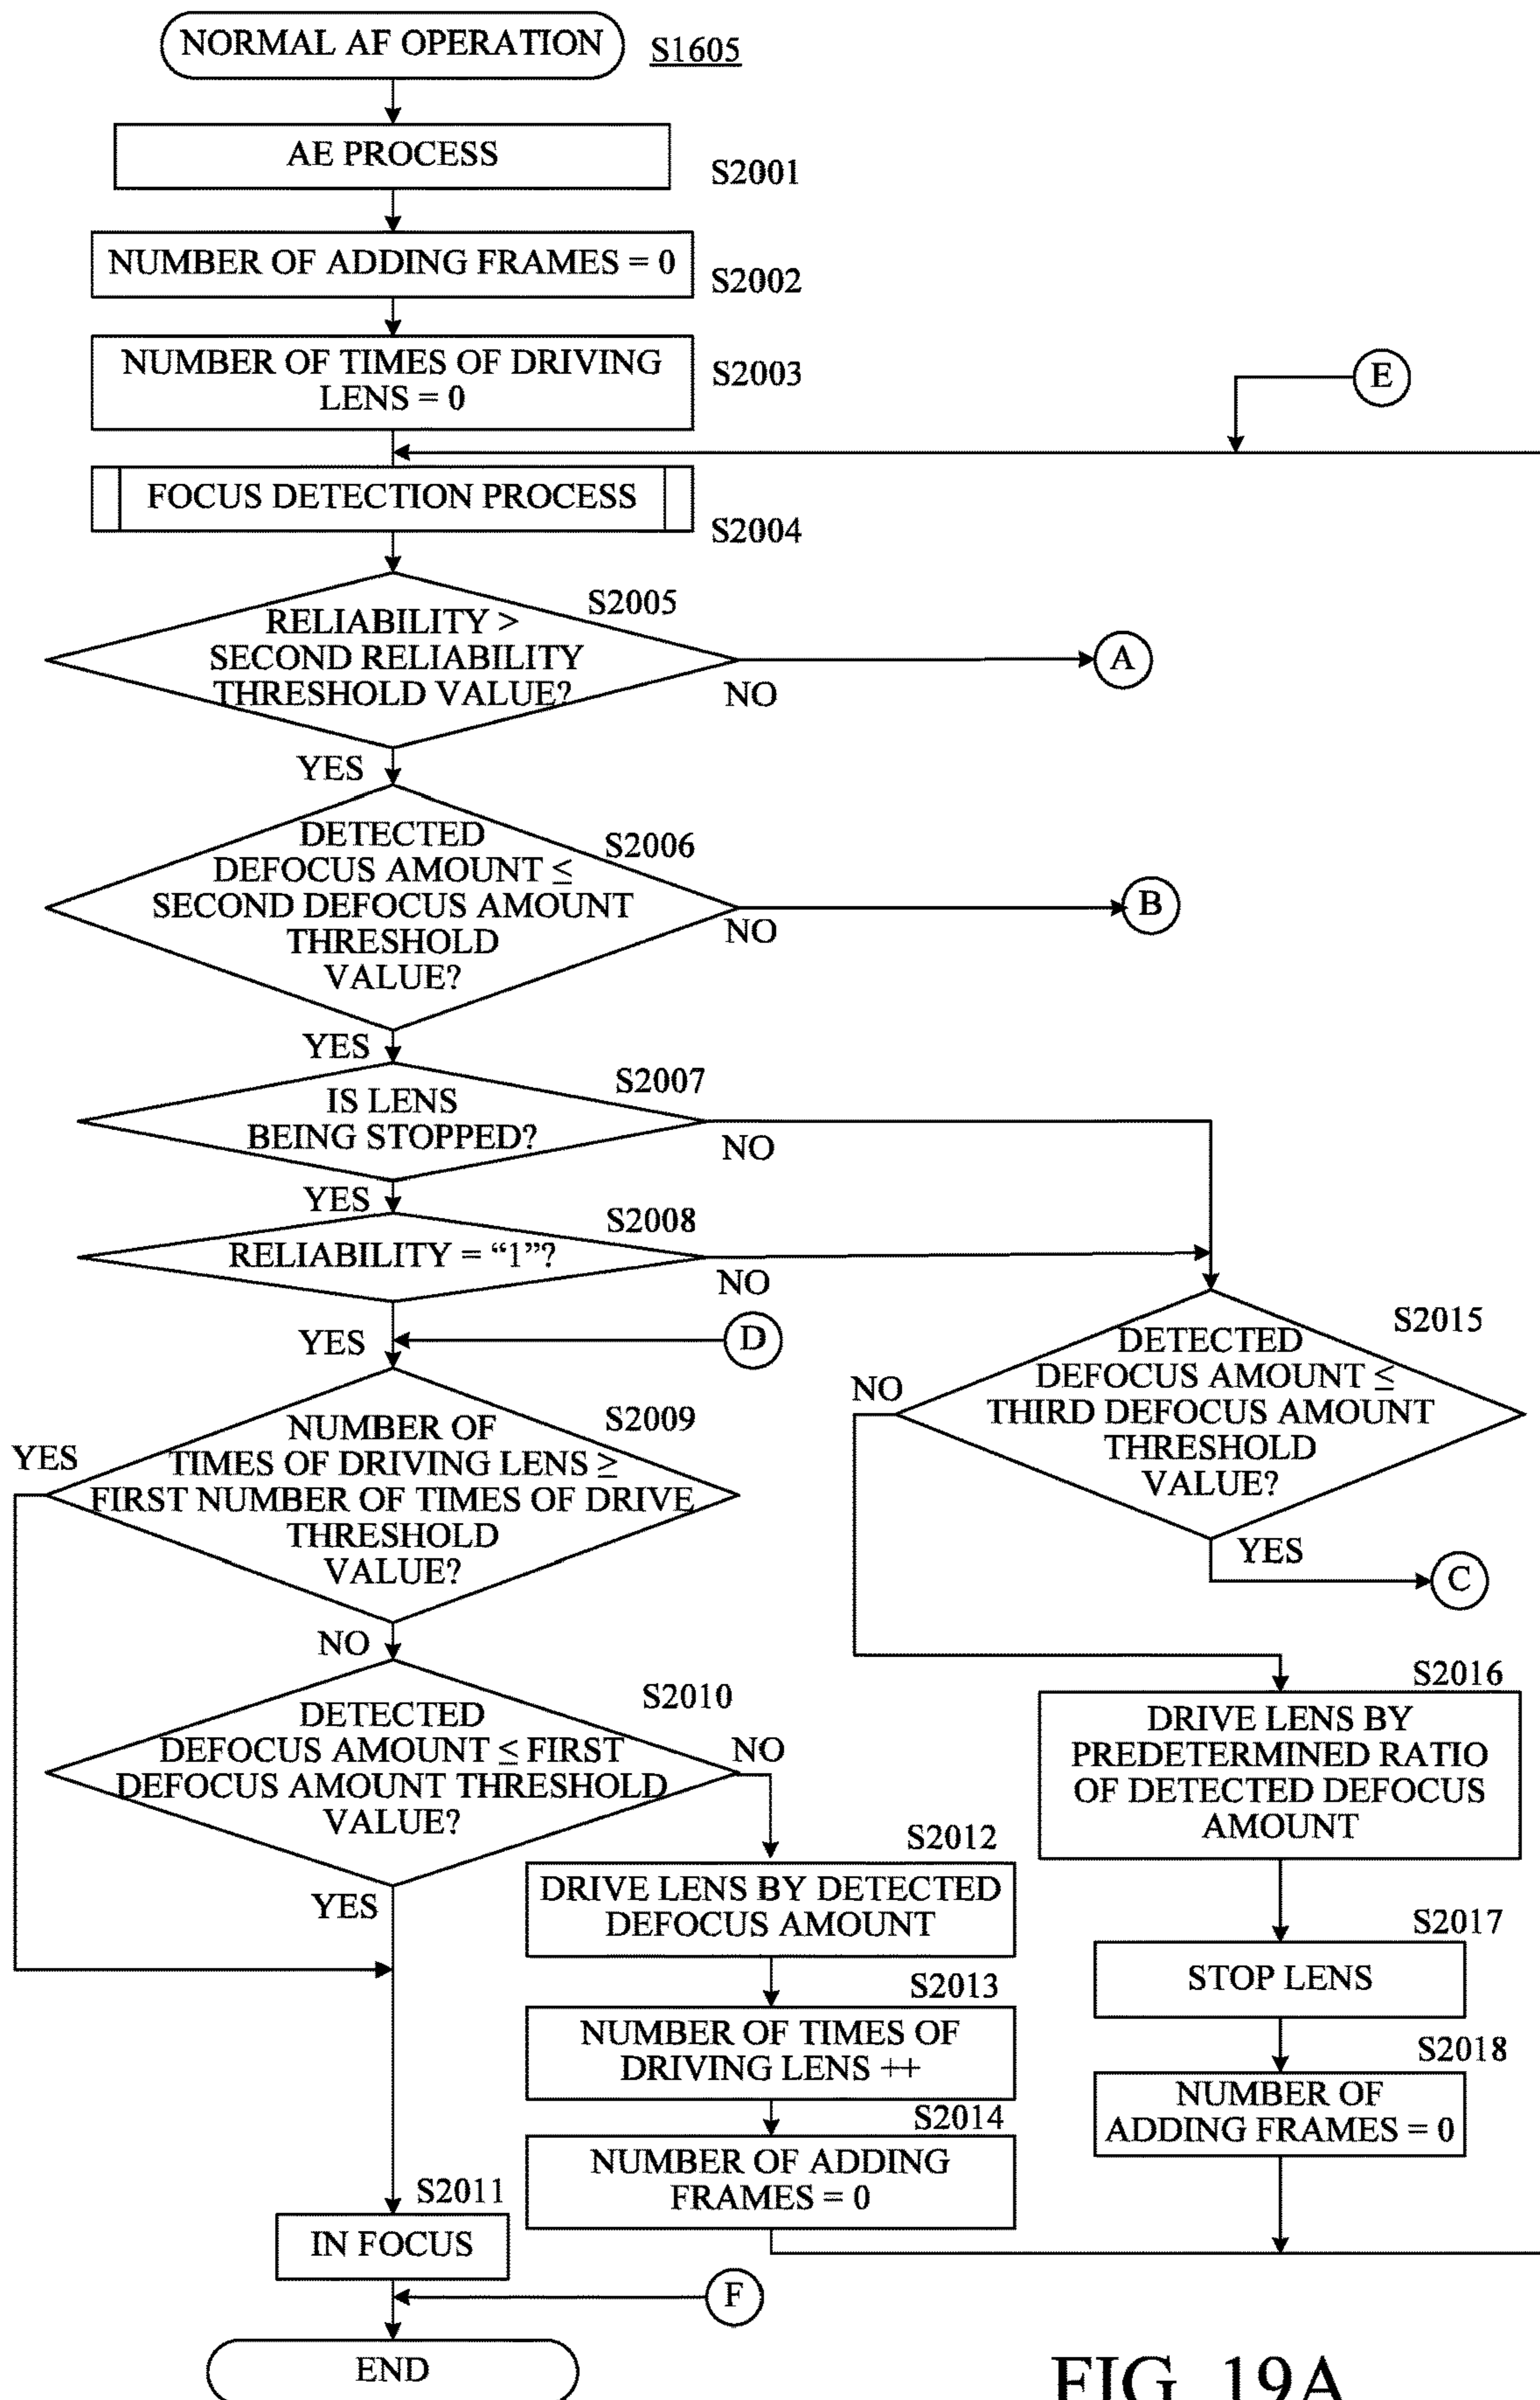 NORMAL AF OPERATION
S1605
AE PROCESS
S2001
NUMBER OF ADDING FRAMES = 0
S2002
NUMBER OF TIMES OF DRIVING
LENS = 0
S2003
E
FOCUS DETECTION PROCESS
S2004
S2005
RELIABILITY >
SECOND RELIABILITY
THRESHOLD VALUE?
NO
A
YES
S2006
DETECTED
DEFOCUS AMOUNT ≤
SECOND DEFOCUS AMOUNT
THRESHOLD
VALUE?
NO
B
YES
S2007
IS LENS
BEING STOPPED?
NO
YES
S2008
RELIABILITY = “1”?
NO
YES
D
S2015
DETECTED
DEFOCUS AMOUNT ≤
THIRD DEFOCUS AMOUNT
THRESHOLD
VALUE?
NO
YES
C
S2009
NUMBER OF
TIMES OF DRIVING LENS ≥
FIRST NUMBER OF TIMES OF DRIVE
THRESHOLD
VALUE?
YES
NO
S2010
DETECTED
DEFOCUS AMOUNT ≤ FIRST
DEFOCUS AMOUNT THRESHOLD
VALUE?
NO
YES
S2012
DRIVE LENS BY DETECTED
DEFOCUS AMOUNT
S2013
NUMBER OF TIMES OF
DRIVING LENS ++
S2014
NUMBER OF ADDING
FRAMES = 0
S2016
DRIVE LENS BY
PREDETERMINED RATIO
OF DETECTED DEFOCUS
AMOUNT
S2017
STOP LENS
S2018
NUMBER OF
ADDING FRAMES = 0
S2011
IN FOCUS
F
END
FIG. 19A